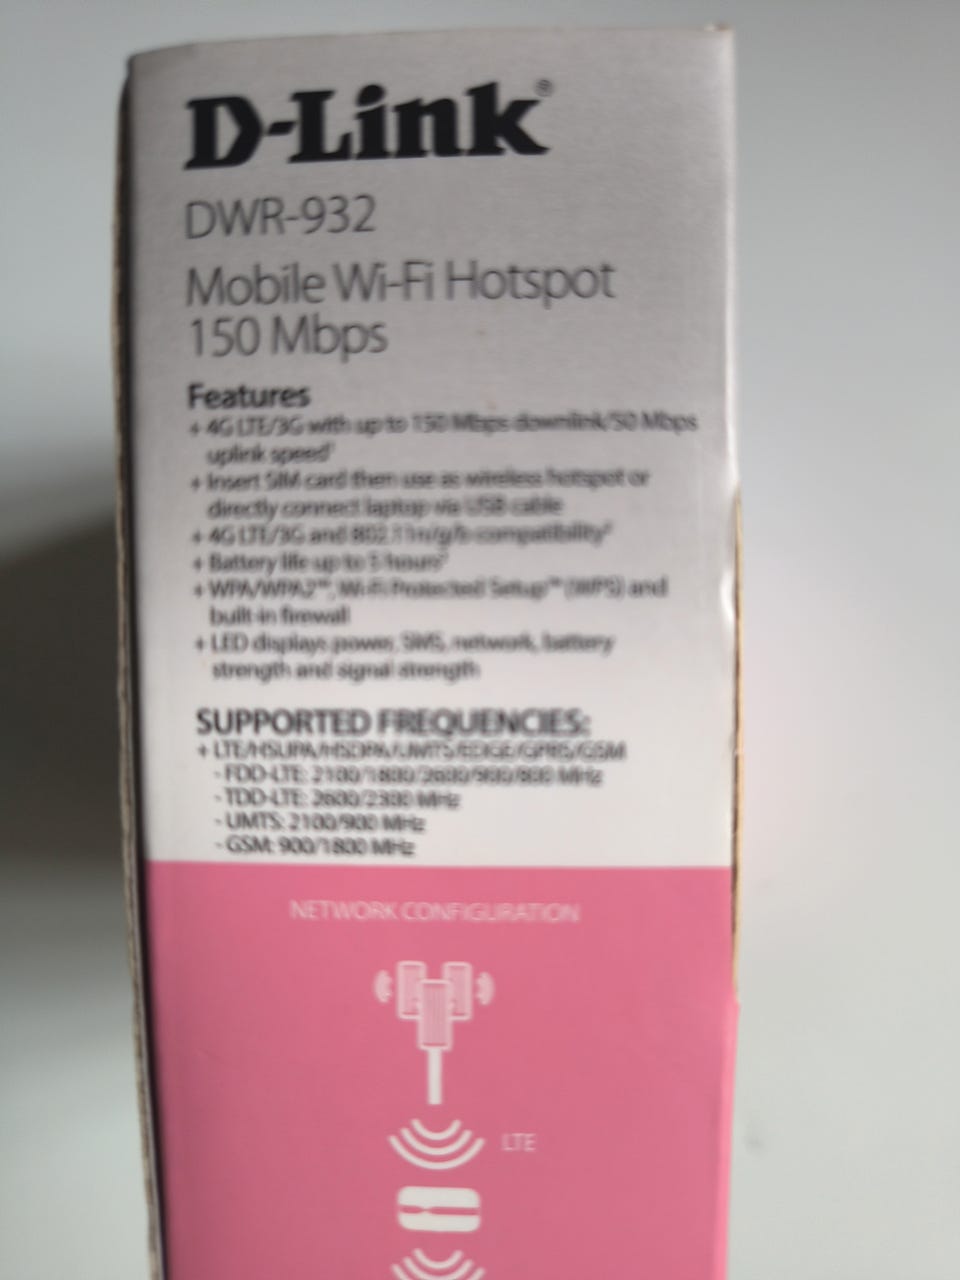 D-Link®
DWR-932
Mobile Wi-Fi Hotspot
150 Mbps
Features
+ 4G LTE/3G with up to 150 Mbps downlink/50 Mbps
uplink speed¹
+ Insert SIM card then use as wireless hotspot or
directly connect laptop via USB cable
+ 4G LTE/3G and 802.11n/g/b compatibility²
+ Battery life up to 5 hours³
+ WPA/WPA2™, Wi-Fi Protected Setup™ (WPS) and
built-in firewall
+ LED displays power, SMS, network, battery
strength and signal strength
SUPPORTED FREQUENCIES:
+ LTE/HSUPA/HSDPA/UMTS/EDGE/GPRS/GSM
- FDD-LTE: 2100/1800/2600/900/800 MHz
- TDD-LTE: 2600/2300 MHz
- UMTS: 2100/900 MHz
- GSM: 900/1800 MHz
NETWORK CONFIGURATION
LTE